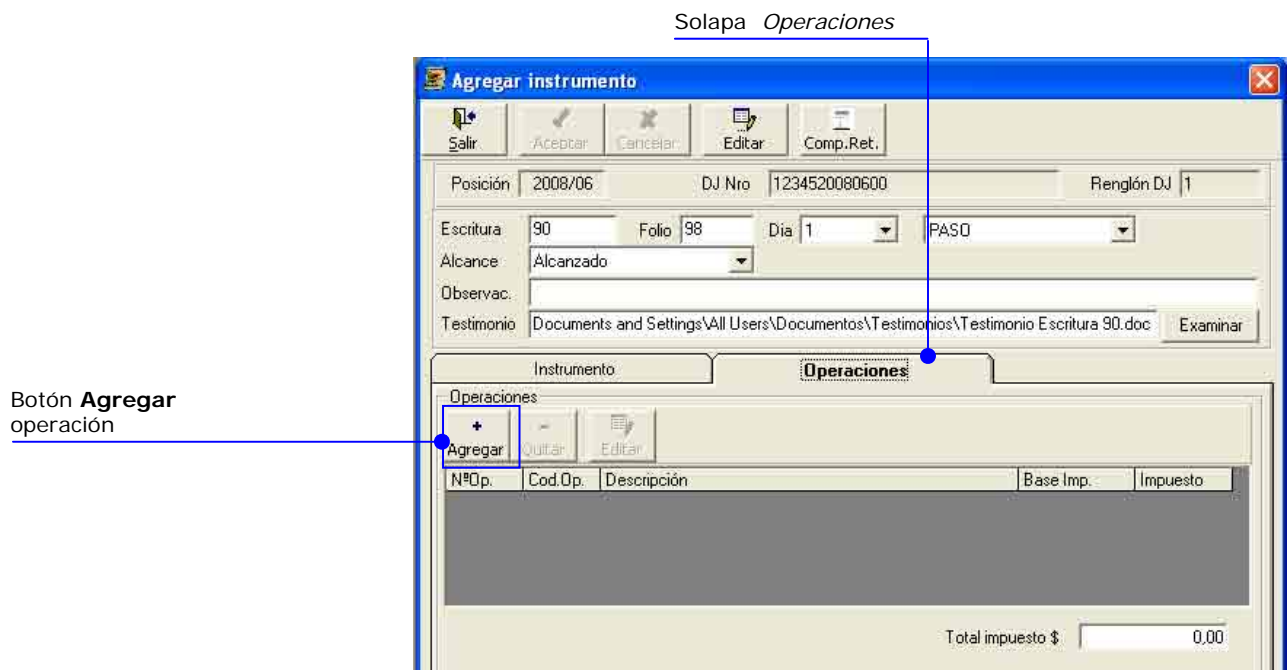 Solapa Operaciones
Agregar instrumento
Salir Aceptar Cancelar Editar Comp.Ret.
Posición 2008/06 DJ Nro 1234520080600 Renglón DJ 1
Escritura 90 Folio 98 Dia 1 PASO
Alcance Alcanzado
Observac.
Testimonio Documents and Settings\All Users\Documentos\Testimonios\Testimonio Escritura 90.doc Examinar
Instrumento Operaciones
Botón Agregar
operación
Operaciones
+ - 
Agregar Quitar Editar
NºOp. Cod.Op. Descripción Base Imp. Impuesto
Total impuesto $ 0,00